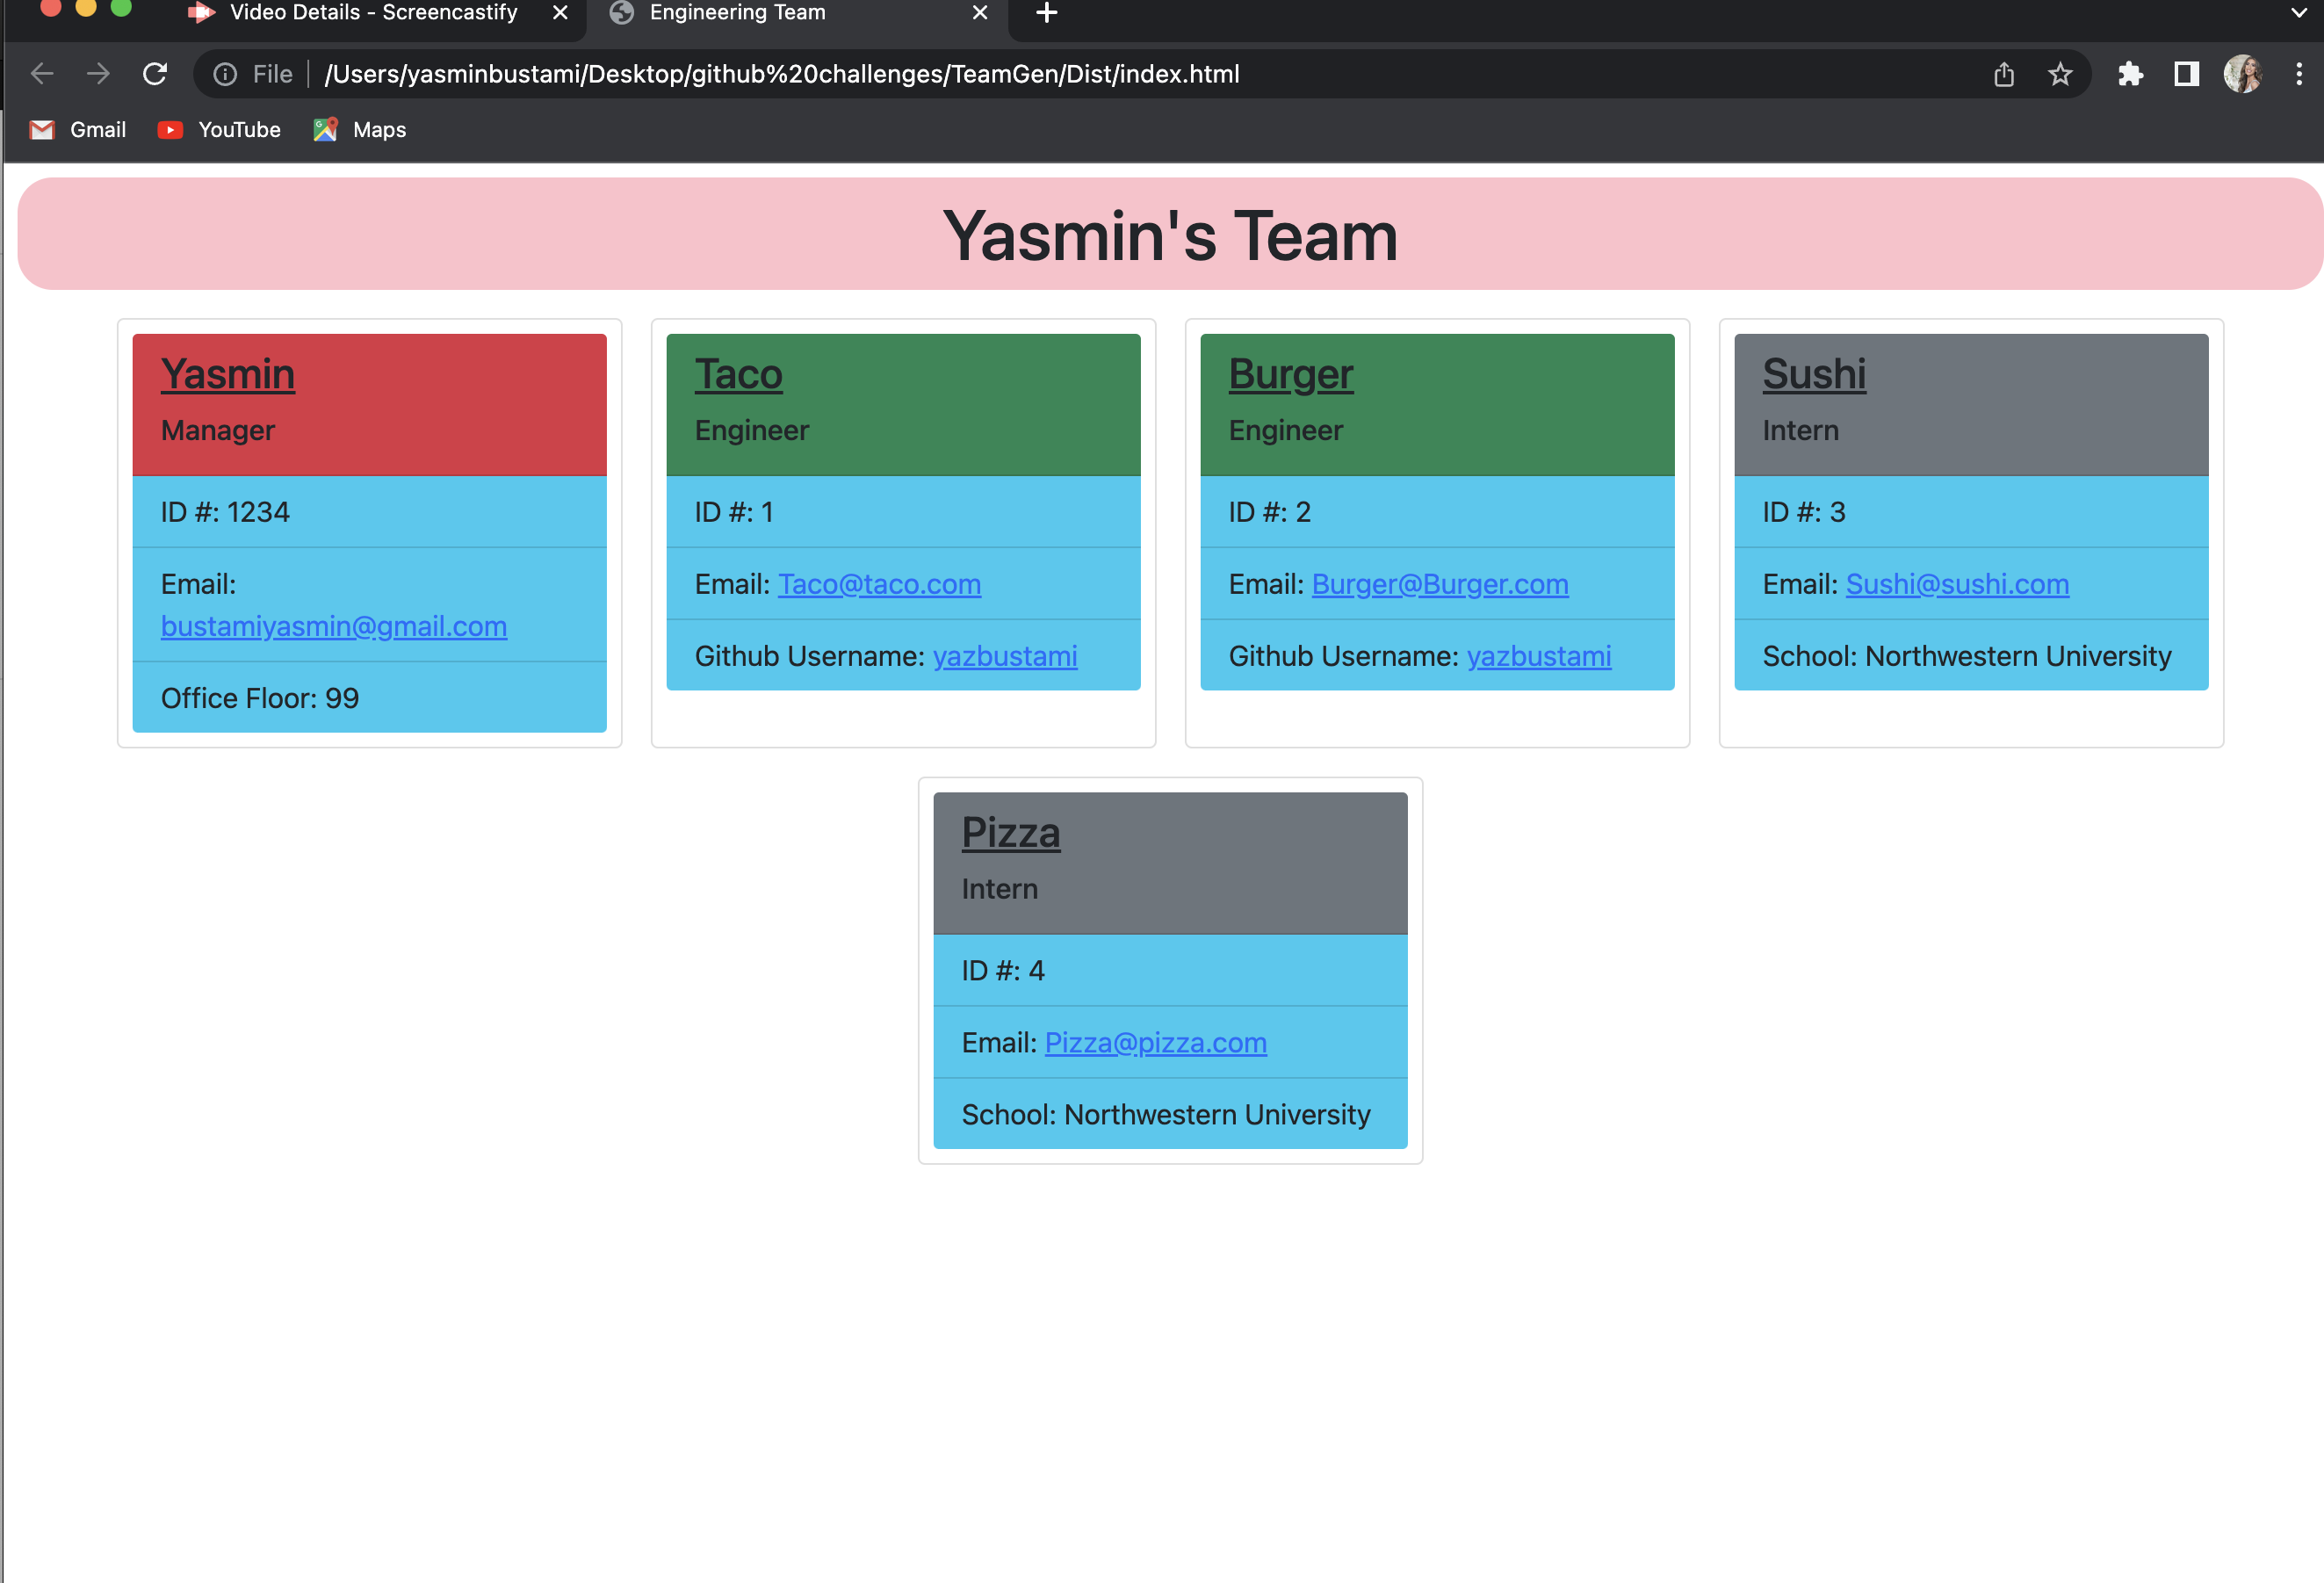 Video Details - Screencastify
Engineering Team
File
/Users/yasminbustami/Desktop/github%20challenges/TeamGen/Dist/index.html
Gmail
YouTube
Maps
Yasmin's Team
Yasmin
Manager
ID #: 1234
Email:
bustamiyasmin@gmail.com
Office Floor: 99
Taco
Engineer
ID #: 1
Email: Taco@taco.com
Github Username: yazbustami
Burger
Engineer
ID #: 2
Email: Burger@Burger.com
Github Username: yazbustami
Sushi
Intern
ID #: 3
Email: Sushi@sushi.com
School: Northwestern University
Pizza
Intern
ID #: 4
Email: Pizza@pizza.com
School: Northwestern University